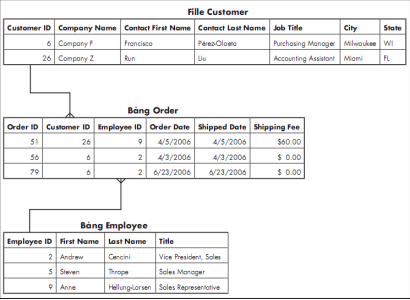 Fille Customer
Customer ID Company Name Contact First Name Contact Last Name Job Title City State
6 Company F Francisco Pérez-Olaeta Purchasing Manager Milwaukee WI
26 Company Z Run Liu Accounting Assistant Miami FL
Bảng Order
Order ID Customer ID Employee ID Order Date Shipped Date Shipping Fee
51 26 9 4/5/2006 4/5/2006 $60.00
56 6 2 4/3/2006 4/3/2006 $ 0.00
79 6 2 6/23/2006 6/23/2006 $ 0.00
Bảng Employee
Employee ID First Name Last Name Title
2 Andrew Cencini Vice President, Sales
5 Steven Thrope Sales Manager
9 Anne Hellung-Larsen Sales Representative